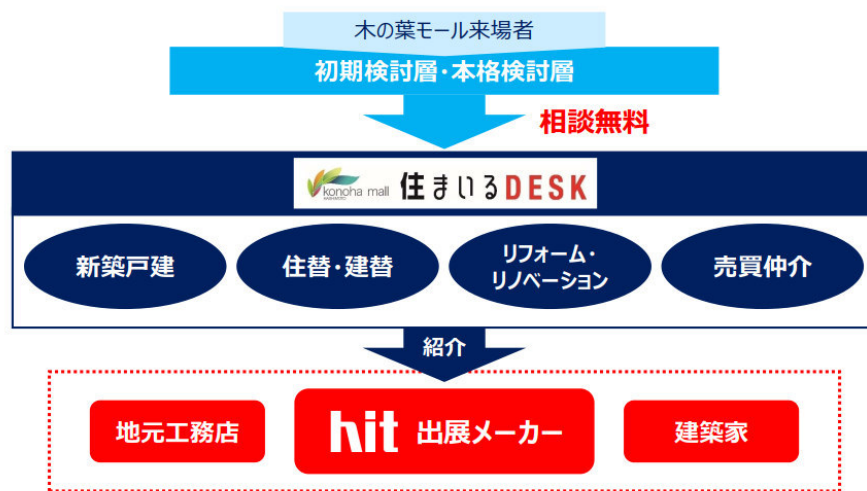 木の葉モール来場者
初期検討層・本格検討層
相談無料
konoha mall
HASHIMOTO
住まいるDESK
新築戸建
住替・建替
リフォーム・
リノベーション
売買仲介
紹介
地元工務店
hit 出展メーカー
建築家